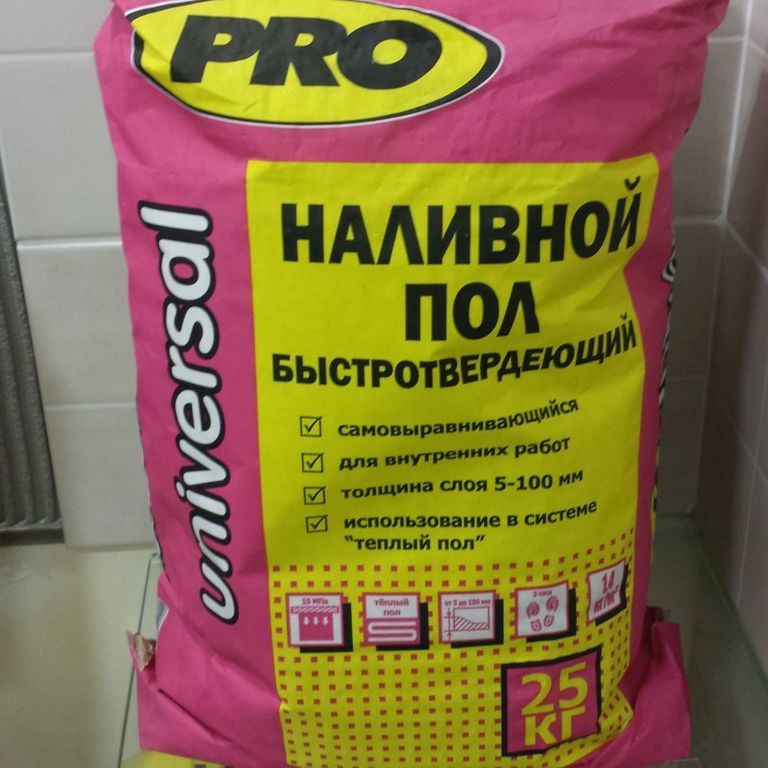 PRO
universal
НАЛИВНОЙ
ПОЛ
БЫСТРОТВЕРДЕЮЩИЙ
самовыравнивающийся
для внутренних работ
толщина слоя 5-100 мм
использование в системе
"теплый пол"
15 МПа
тёплый
пол
от 5 до 100 мм
3 часа
25
кг